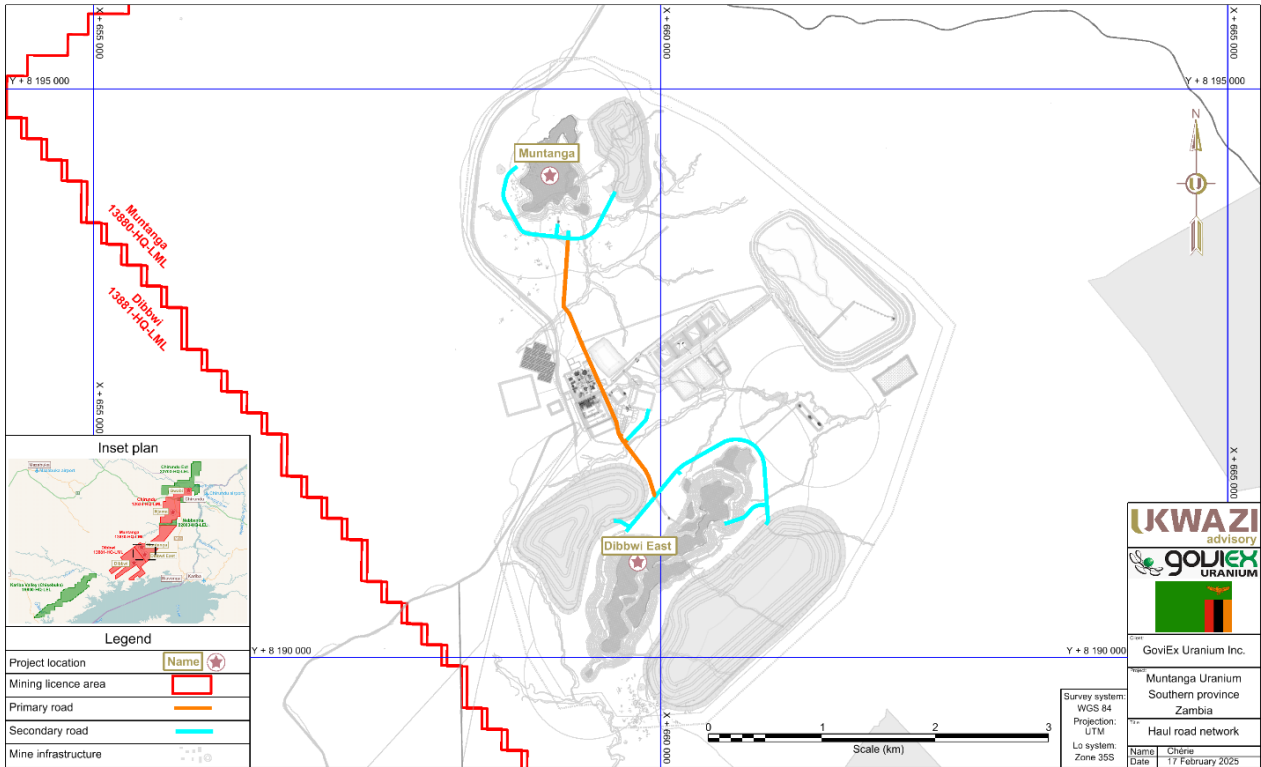 X + 655 000
X + 660 000
X + 665 000
Y + 8 195 000
Y + 8 195 000
N
U
Muntanga
Muntanga
13880-HQ-LML
Dibbwi
13881-HQ-LML
X + 655 000
X + 665 000
Dibbwi East
Y + 8 190 000
Y + 8 190 000
X + 660 000
Inset plan
Chirundu
Dibbwi
Legend
Project location
Name
Mining licence area
Primary road
Secondary road
Mine infrastructure
0
1
2
3
Scale (km)
Survey system:
WGS 84
Projection:
UTM
Lo system:
Zone 35S
UKWAZI
advisory
GOVIEX
URANIUM
Client
GoviEx Uranium Inc.
Project
Muntanga Uranium
Southern province
Zambia
Title
Haul road network
Name Chérie
Date 17 February 2025